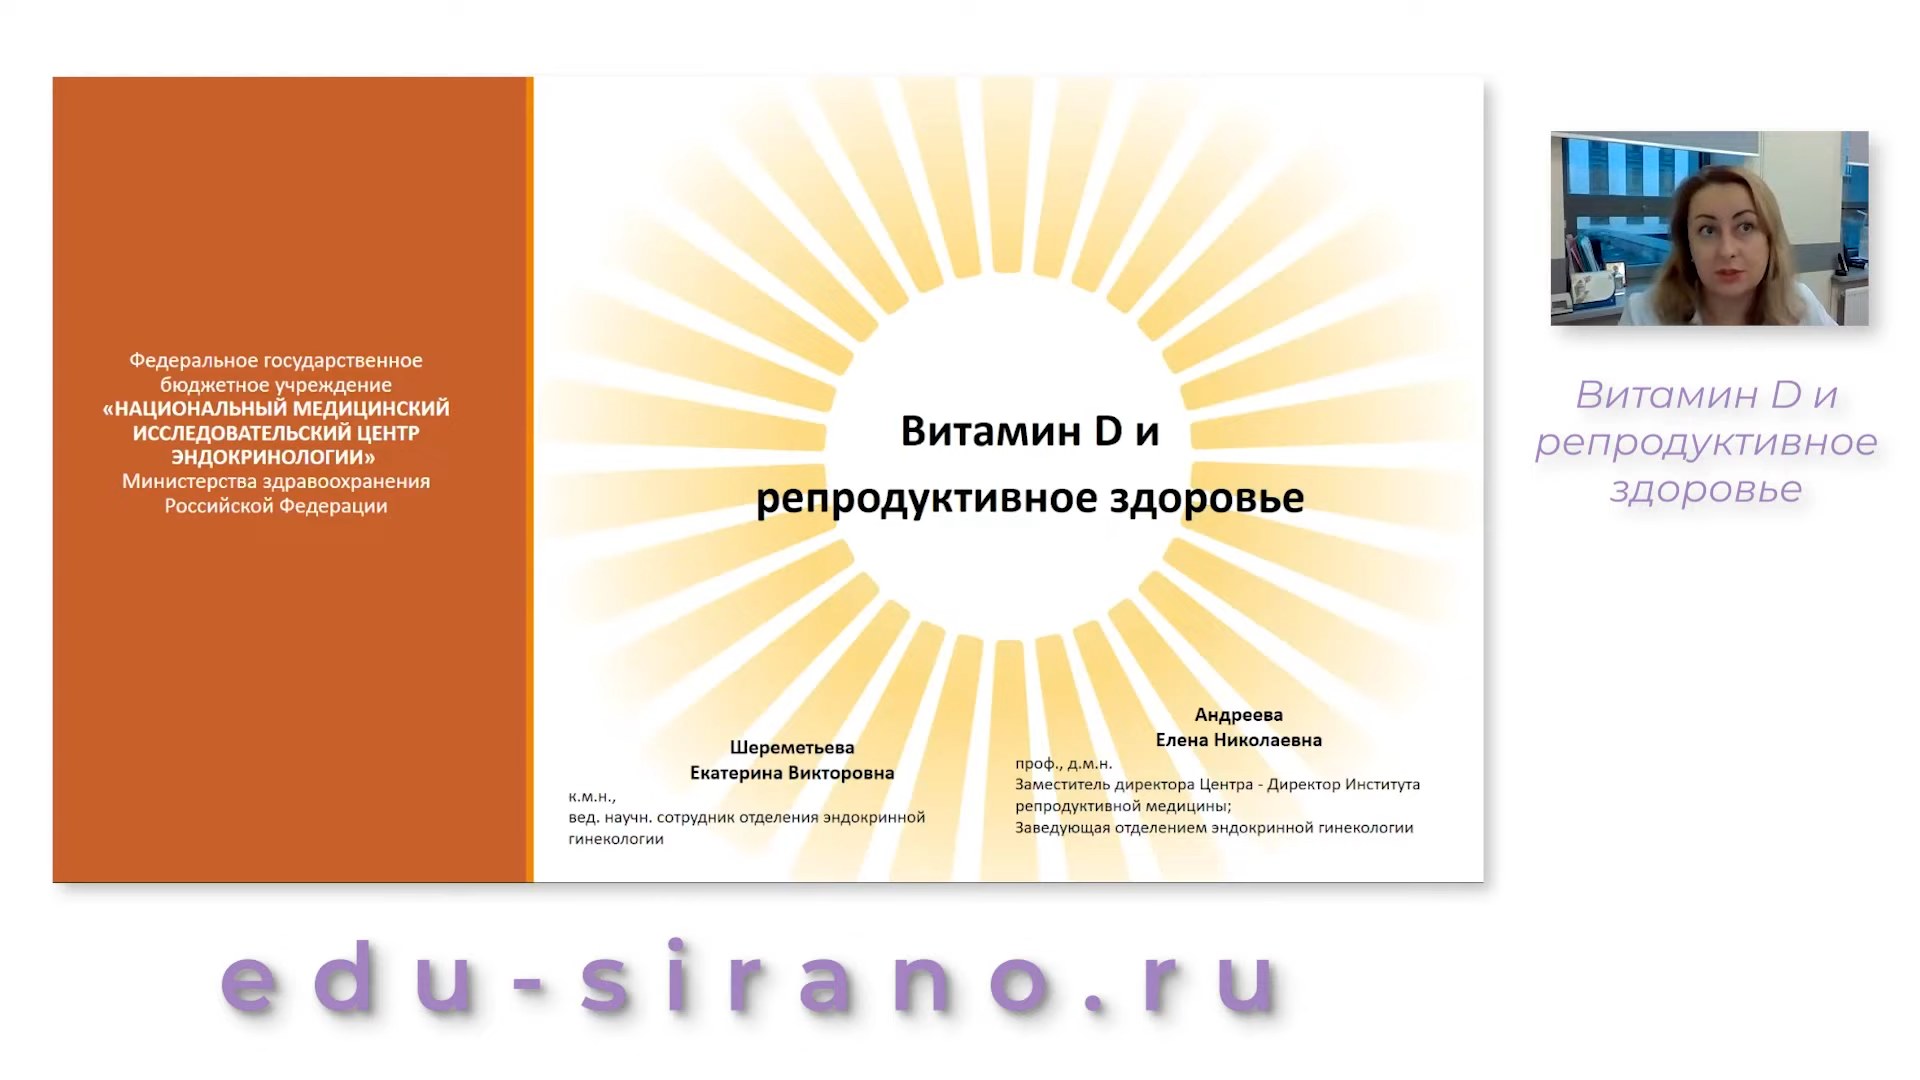 Федеральное государственное
бюджетное учреждение
«НАЦИОНАЛЬНЫЙ МЕДИЦИНСКИЙ
ИССЛЕДОВАТЕЛЬСКИЙ ЦЕНТР
ЭНДОКРИНОЛОГИИ»
Министерства здравоохранения
Российской Федерации
Витамин D и
репродуктивное здоровье
Шереметьева
Екатерина Викторовна
к.м.н.,
вед. научн. сотрудник отделения эндокринной
гинекологии
Андреева
Елена Николаевна
проф., д.м.н.
Заместитель директора Центра - Директор Института
репродуктивной медицины;
Заведующая отделением эндокринной гинекологии
Витамин D и
репродуктивное
здоровье
edu-sirano.ru